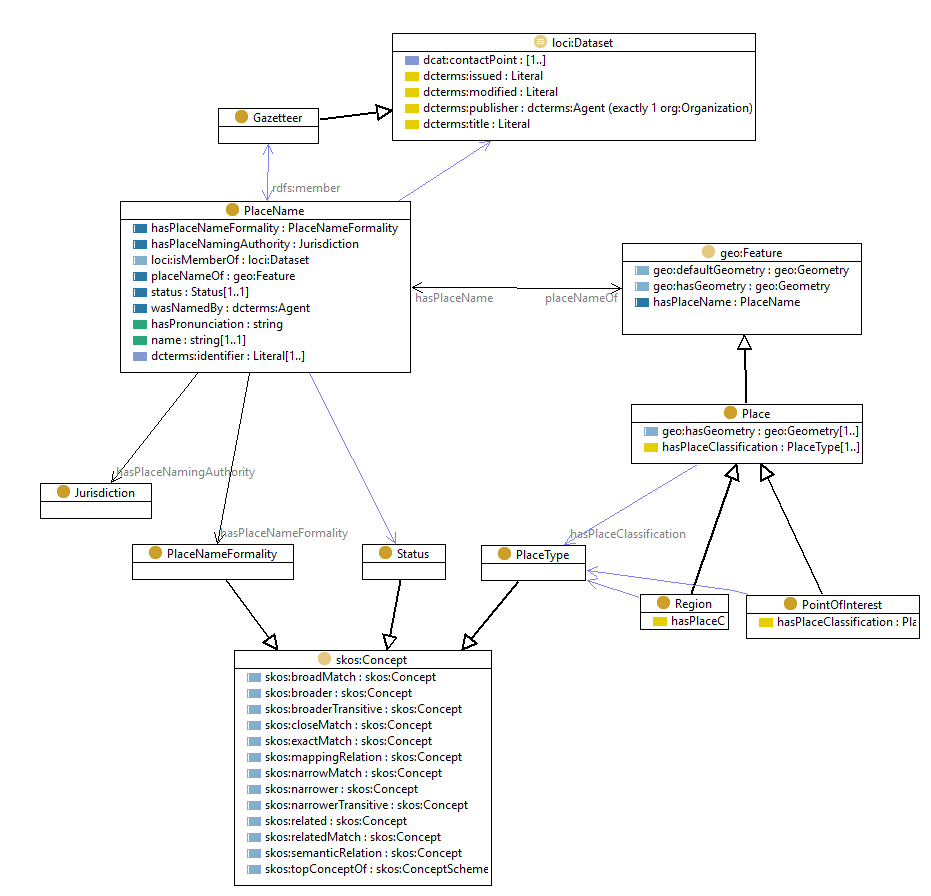 loci:Dataset
dcat:contactPoint : [1..]
dcterms:issued : Literal
dcterms:modified : Literal
dcterms:publisher : dcterms:Agent (exactly 1 org:Organization)
dcterms:title : Literal
Gazetteer
rdfs:member
PlaceName
hasPlaceNameFormality : PlaceNameFormality
hasPlaceNamingAuthority : Jurisdiction
loci:isMemberOf : loci:Dataset
placeNameOf : geo:Feature
status : Status[1..1]
wasNamedBy : dcterms:Agent
hasPronunciation : string
name : string[1..1]
dcterms:identifier : Literal[1..]
geo:Feature
geo:defaultGeometry : geo:Geometry
geo:hasGeometry : geo:Geometry
hasPlaceName : PlaceName
hasPlaceName
placeNameOf
Place
geo:hasGeometry : geo:Geometry[1..]
hasPlaceClassification : PlaceType[1..]
hasPlaceNamingAuthority
Jurisdiction
hasPlaceNameFormality
PlaceNameFormality
Status
hasPlaceClassification
PlaceType
Region
hasPlaceC
PointOfInterest
hasPlaceClassification : Pla
skos:Concept
skos:broadMatch : skos:Concept
skos:broader : skos:Concept
skos:broaderTransitive : skos:Concept
skos:closeMatch : skos:Concept
skos:exactMatch : skos:Concept
skos:mappingRelation : skos:Concept
skos:narrowMatch : skos:Concept
skos:narrower : skos:Concept
skos:narrowerTransitive : skos:Concept
skos:related : skos:Concept
skos:relatedMatch : skos:Concept
skos:semanticRelation : skos:Concept
skos:topConceptOf : skos:ConceptScheme